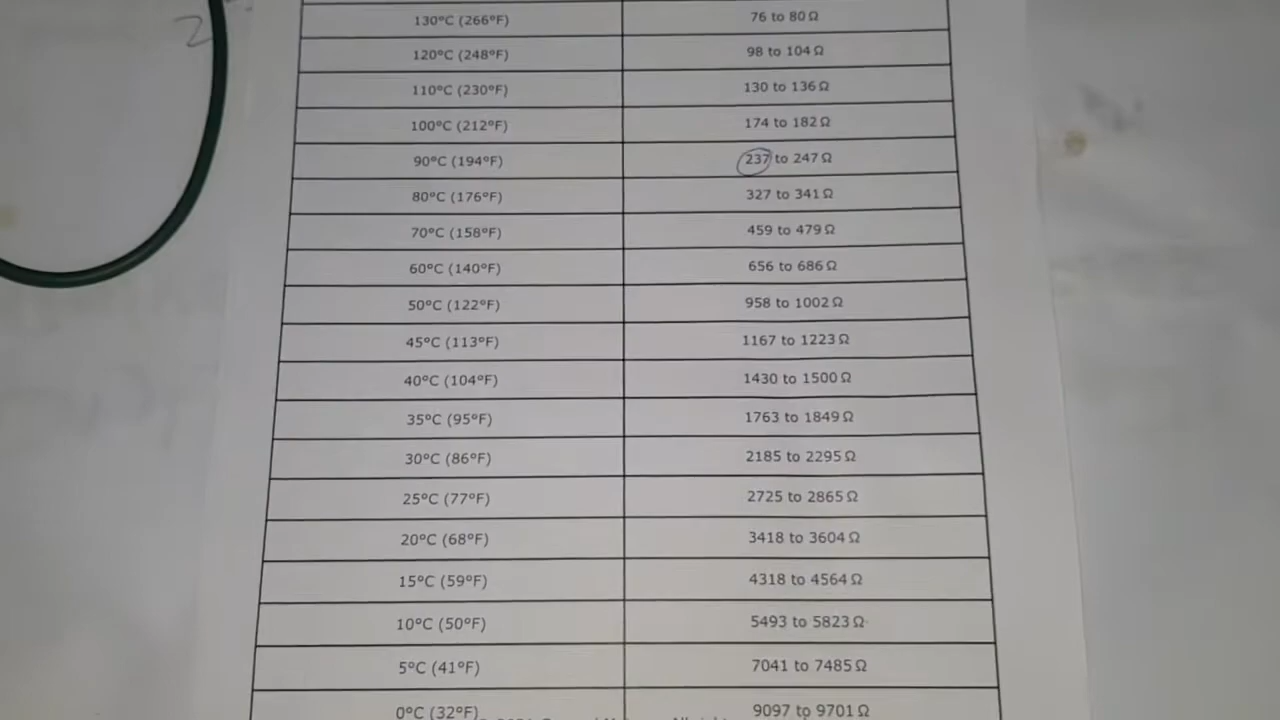 2
130°C (266°F) 76 to 80 Ω
120°C (248°F) 98 to 104 Ω
110°C (230°F) 130 to 136 Ω
100°C (212°F) 174 to 182 Ω
90°C (194°F) 237 to 247 Ω
80°C (176°F) 327 to 341 Ω
70°C (158°F) 459 to 479 Ω
60°C (140°F) 656 to 686 Ω
50°C (122°F) 958 to 1002 Ω
45°C (113°F) 1167 to 1223 Ω
40°C (104°F) 1430 to 1500 Ω
35°C (95°F) 1763 to 1849 Ω
30°C (86°F) 2185 to 2295 Ω
25°C (77°F) 2725 to 2865 Ω
20°C (68°F) 3418 to 3604 Ω
15°C (59°F) 4318 to 4564 Ω
10°C (50°F) 5493 to 5823 Ω
5°C (41°F) 7041 to 7485 Ω
0°C (32°F) 9097 to 9701 Ω